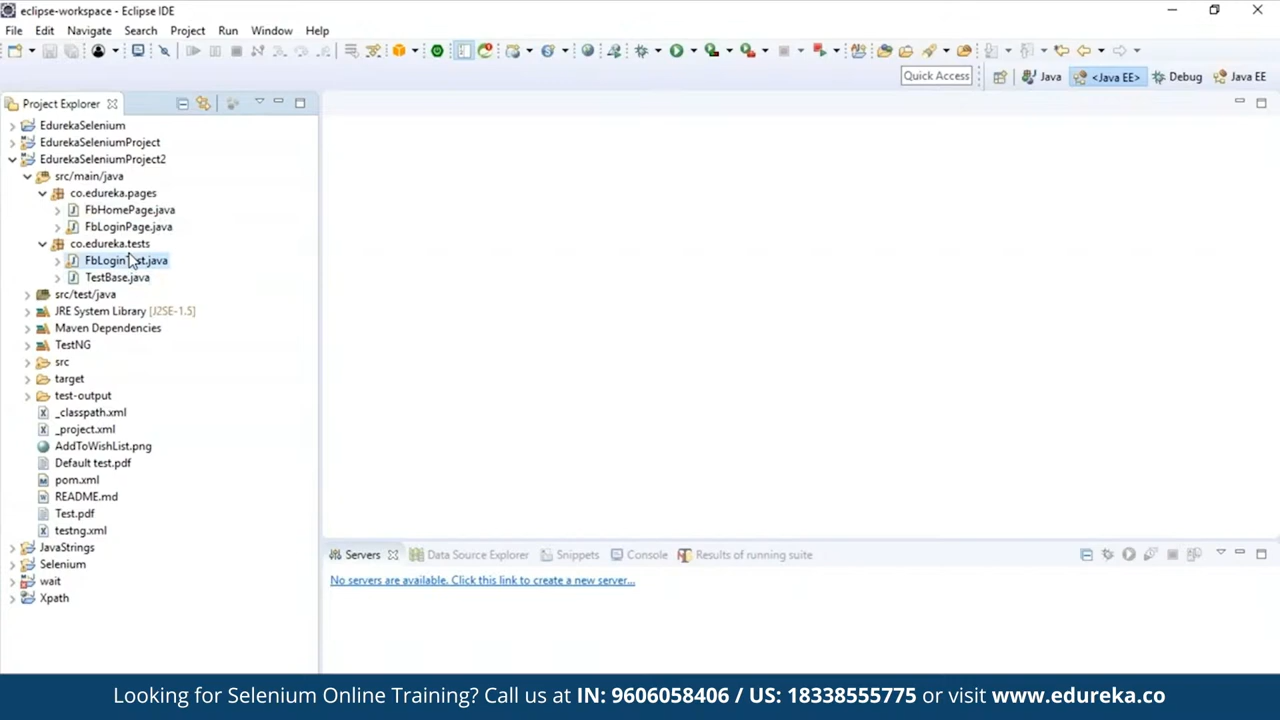 eclipse-workspace - Eclipse IDE
File Edit Navigate Search Project Run Window Help
Quick Access Java <Java EE> Debug Java EE
Project Explorer
EdurekaSelenium
EdurekaSeleniumProject
EdurekaSeleniumProject2
src/main/java
co.edureka.pages
FbHomePage.java
FbLoginPage.java
co.edureka.tests
FbLoginTest.java
TestBase.java
src/test/java
JRE System Library [J2SE-1.5]
Maven Dependencies
TestNG
src
target
test-output
_classpath.xml
_project.xml
AddToWishList.png
Default test.pdf
pom.xml
README.md
Test.pdf
testng.xml
JavaStrings
Selenium
wait
Xpath
Servers Data Source Explorer Snippets Console Results of running suite
No servers are available. Click this link to create a new server...
Looking for Selenium Online Training? Call us at IN: 9606058406 / US: 18338555775 or visit www.edureka.co